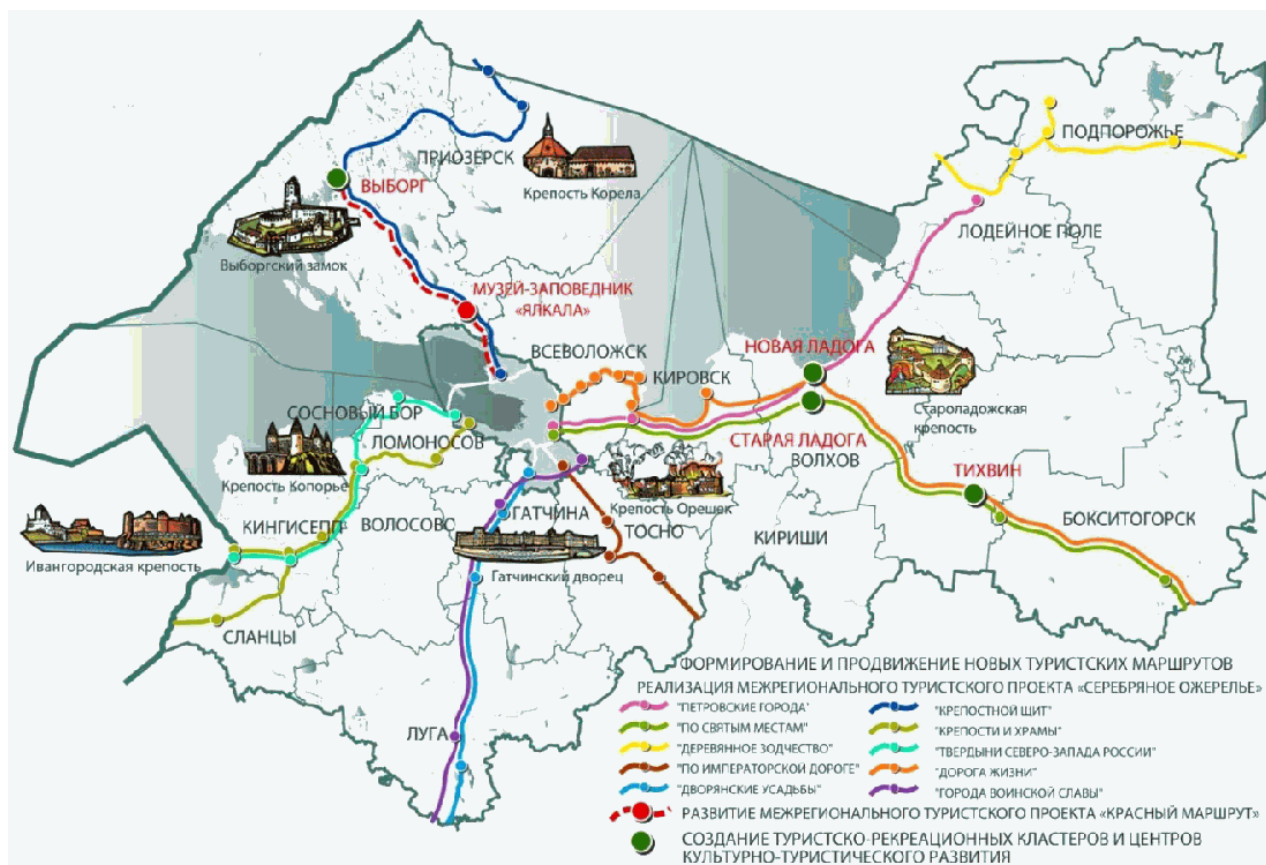 ПОДПОРОЖЬЕ
ПРИОЗЕРСК
Крепость Корела
ВЫБОРГ
Выборгский замок
ЛОДЕЙНОЕ ПОЛЕ
МУЗЕЙ-ЗАПОВЕДНИК
«ЯЛКАЛА»
ВСЕВОЛОЖСК
КИРОВСК
НОВАЯ ЛАДОГА
Староладожская
крепость
СОСНОВЫЙ БОР
ЛОМОНОСОВ
СТАРАЯ ЛАДОГА
ВОЛХОВ
ТИХВИН
Крепость Копорье
Крепость Орешек
КИНГИСЕПП
ВОЛОСОВО
ГАТЧИНА
ТОСНО
КИРИШИ
БОКСИТОГОРСК
Ивангородская крепость
Гатчинский дворец
СЛАНЦЫ
ЛУГА
ФОРМИРОВАНИЕ И ПРОДВИЖЕНИЕ НОВЫХ ТУРИСТСКИХ МАРШРУТОВ
РЕАЛИЗАЦИЯ МЕЖРЕГИОНАЛЬНОГО ТУРИСТСКОГО ПРОЕКТА «СЕРЕБРЯНОЕ ОЖЕРЕЛЬЕ»
"ПЕТРОВСКИЕ ГОРОДА"
"ПО СВЯТЫМ МЕСТАМ"
"ДЕРЕВЯННОЕ ЗОДЧЕСТВО"
"ПО ИМПЕРАТОРСКОЙ ДОРОГЕ"
"ДВОРЯНСКИЕ УСАДЬБЫ"
"КРЕПОСТНОЙ ЩИТ"
"КРЕПОСТИ И ХРАМЫ"
"ТВЕРДЫНИ СЕВЕРО-ЗАПАДА РОССИИ"
"ДОРОГА ЖИЗНИ"
"ГОРОДА ВОИНСКОЙ СЛАВЫ"
РАЗВИТИЕ МЕЖРЕГИОНАЛЬНОГО ТУРИСТСКОГО ПРОЕКТА «КРАСНЫЙ МАРШРУТ»
СОЗДАНИЕ ТУРИСТСКО-РЕКРЕАЦИОННЫХ КЛАСТЕРОВ И ЦЕНТРОВ
КУЛЬТУРНО-ТУРИСТИЧЕСКОГО РАЗВИТИЯ